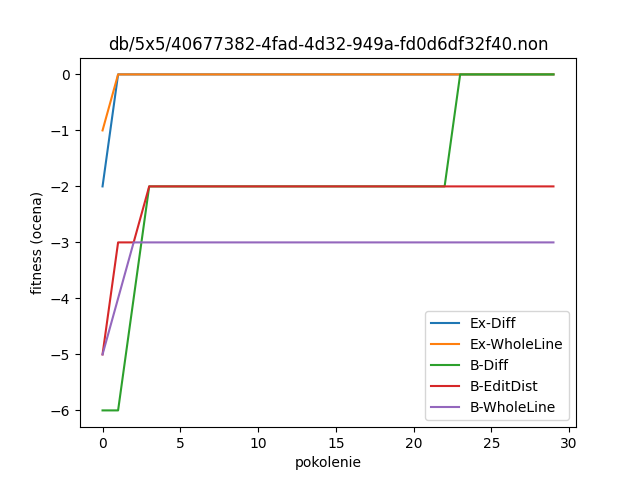 db/5x5/40677382-4fad-4d32-949a-fd0d6df32f40.non
fitness (ocena)
0
−1
−2
−3
−4
−5
−6
Ex-Diff
Ex-WholeLine
B-Diff
B-EditDist
B-WholeLine
0 5 10 15 20 25 30
pokolenie